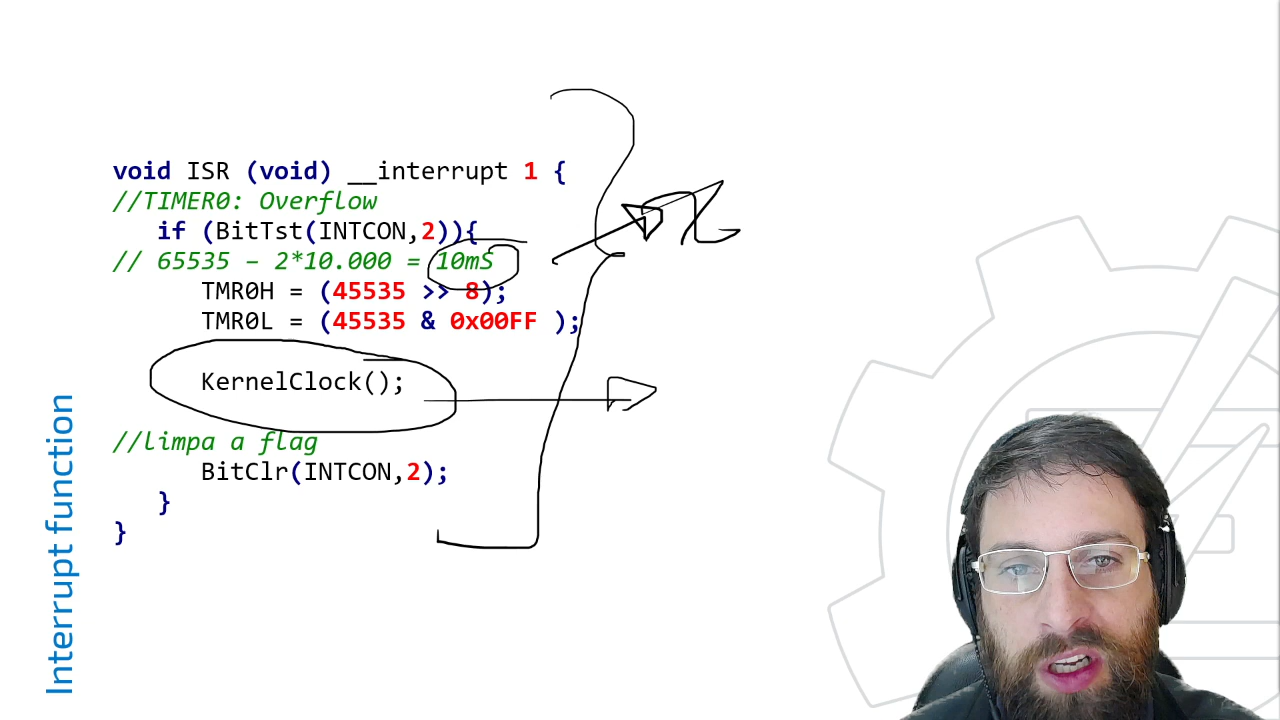 void ISR (void) __interrupt 1 {
//TIMER0: Overflow
if (BitTst(INTCON,2)){
// 65535 – 2*10.000 = 10mS
TMR0H = (45535 >> 8);
TMR0L = (45535 & 0x00FF );
KernelClock();
//limpa a flag
BitClr(INTCON,2);
}
}
Interrupt function